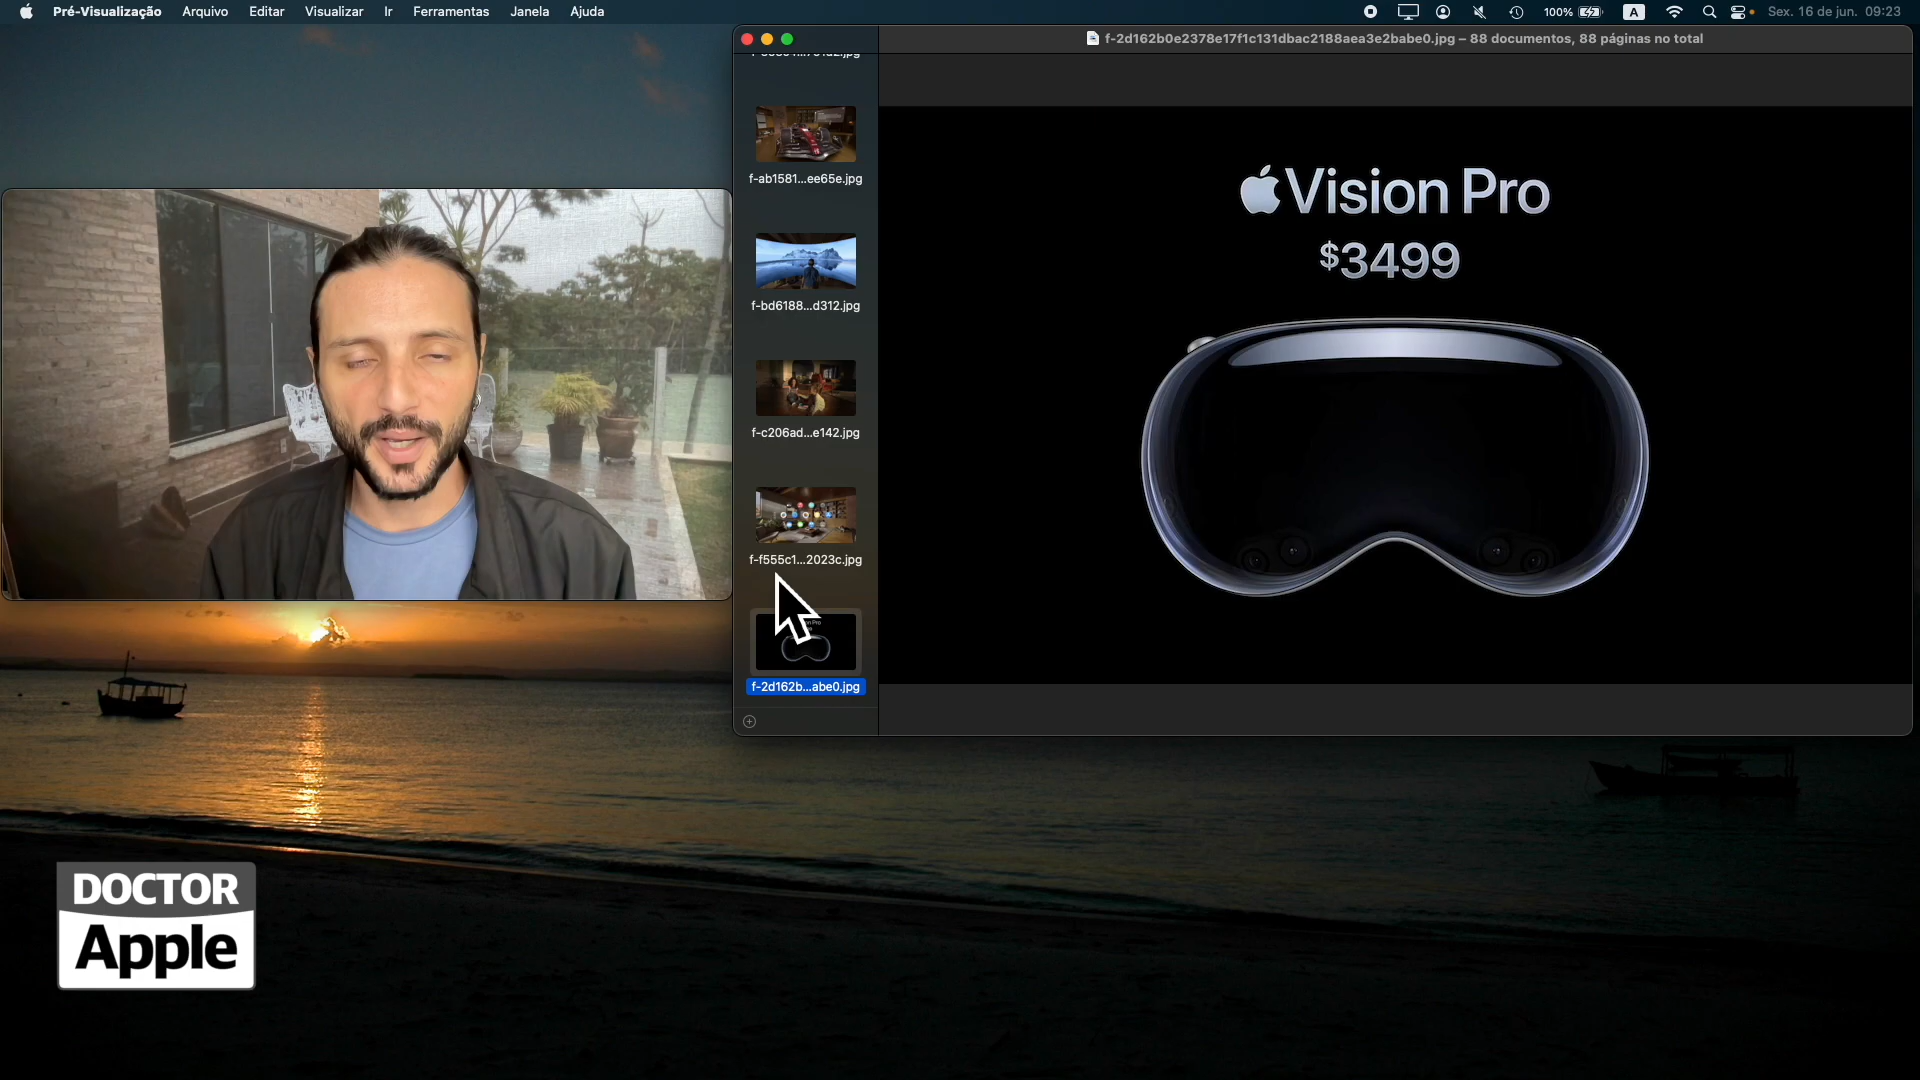 Pré-Visualização Arquivo Editar Visualizar Ir Ferramentas Janela Ajuda
100% A Sex. 16 de jun. 09:23
f-2d162b0e2378e17f1c131dbac2188aea3e2babe0.jpg – 88 documentos, 88 páginas no total
f-ab1581...ee65e.jpg
f-bd6188...d312.jpg
f-c206ad...e142.jpg
f-f555c1...2023c.jpg
f-2d162b...abe0.jpg
Vision Pro
$3499
DOCTOR
Apple